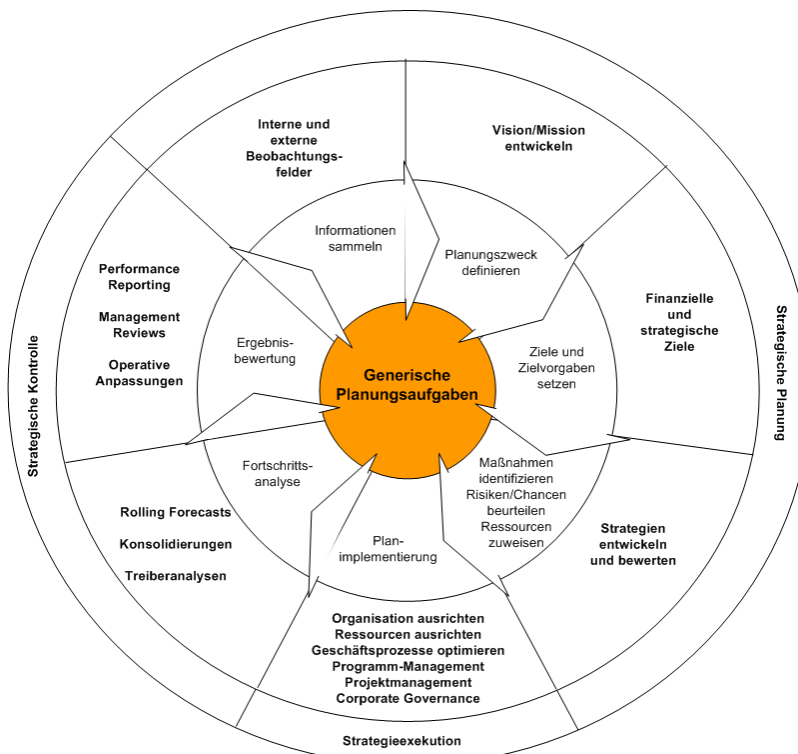 Interne und
externe
Beobachtungs-
felder
Vision/Mission
entwickeln
Informationen
sammeln
Planungszweck
definieren
Performance
Reporting
Management
Reviews
Operative
Anpassungen
Ergebnis-
bewertung
Generische
Planungsaufgaben
Ziele und
Zielvorgaben
setzen
Finanzielle
und
strategische
Ziele
Strategische Kontrolle
Strategische Planung
Fortschritts-
analyse
Maßnahmen
identifizieren
Risiken/Chancen
beurteilen
Ressourcen
zuweisen
Plan-
implementierung
Rolling Forecasts
Konsolidierungen
Treiberanalysen
Strategien
entwickeln
und bewerten
Organisation ausrichten
Ressourcen ausrichten
Geschäftsprozesse optimieren
Programm-Management
Projektmanagement
Corporate Governance
Strategieexekution